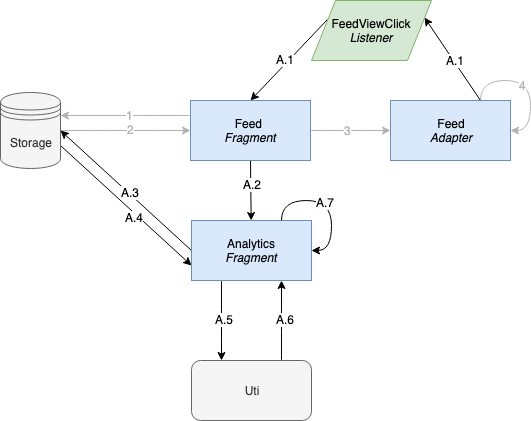 FeedViewClick
Listener
A.1
A.1
4
1
Feed
Fragment
Feed
Adapter
2
3
Storage
A.2
A.3
A.7
A.4
Analytics
Fragment
A.5
A.6
Uti